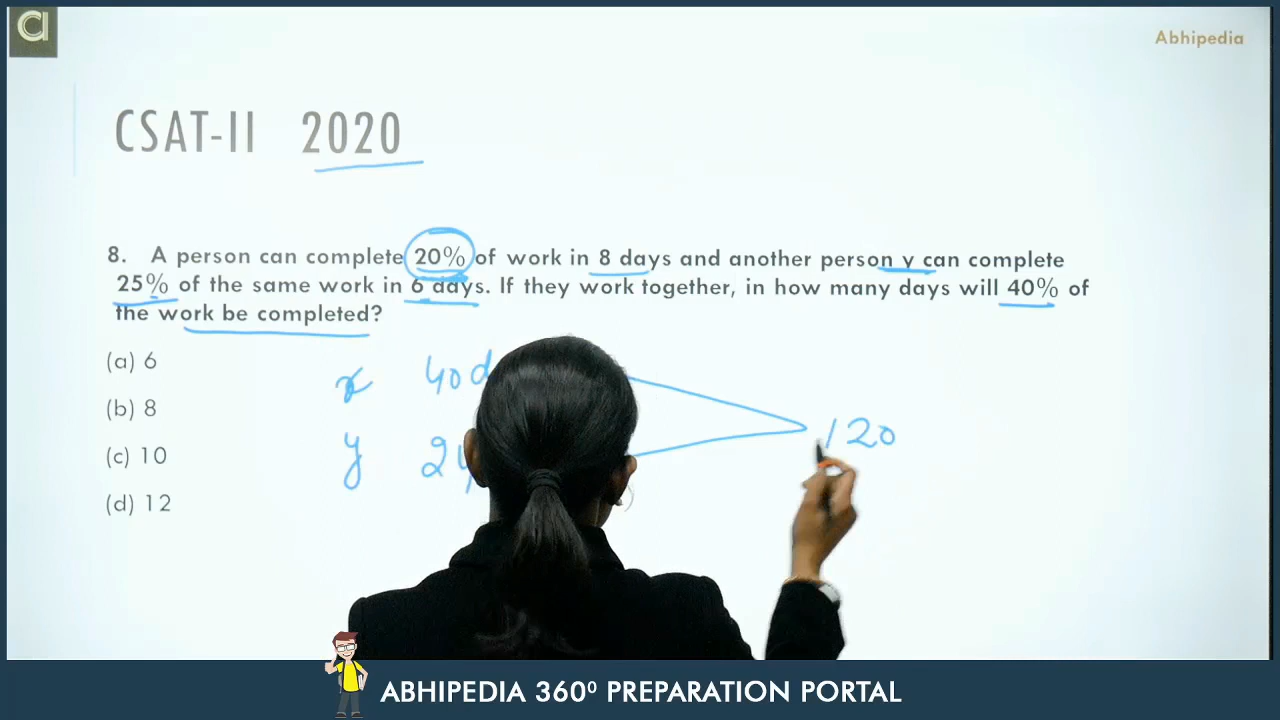 a
Abhipedia
CSAT-II 2020
8. A person can complete 20% of work in 8 days and another person y can complete
25% of the same work in 6 days. If they work together, in how many days will 40% of
the work be completed?
(a) 6
(b) 8
(c) 10
(d) 12
x 40d
y 24
120
ABHIPEDIA 360⁰ PREPARATION PORTAL